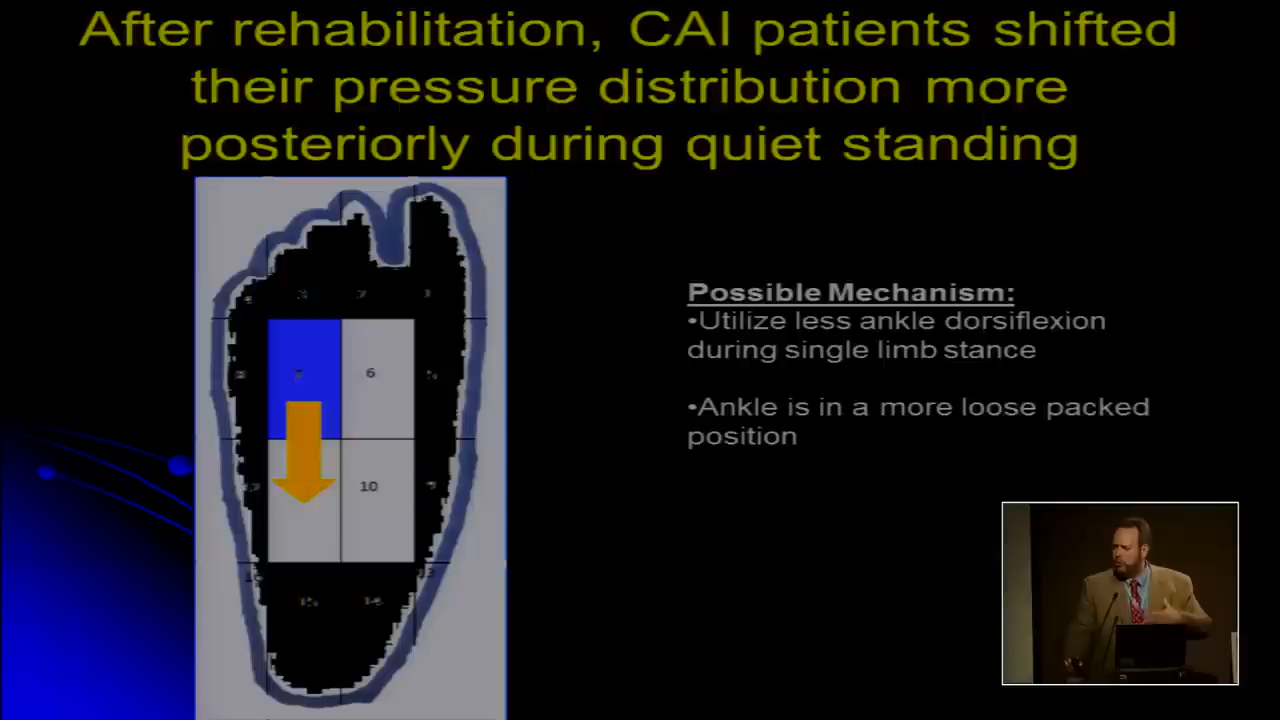 After rehabilitation, CAI patients shifted
their pressure distribution more
posteriorly during quiet standing
Possible Mechanism:
•Utilize less ankle dorsiflexion
during single limb stance
•Ankle is in a more loose packed
position
6
10